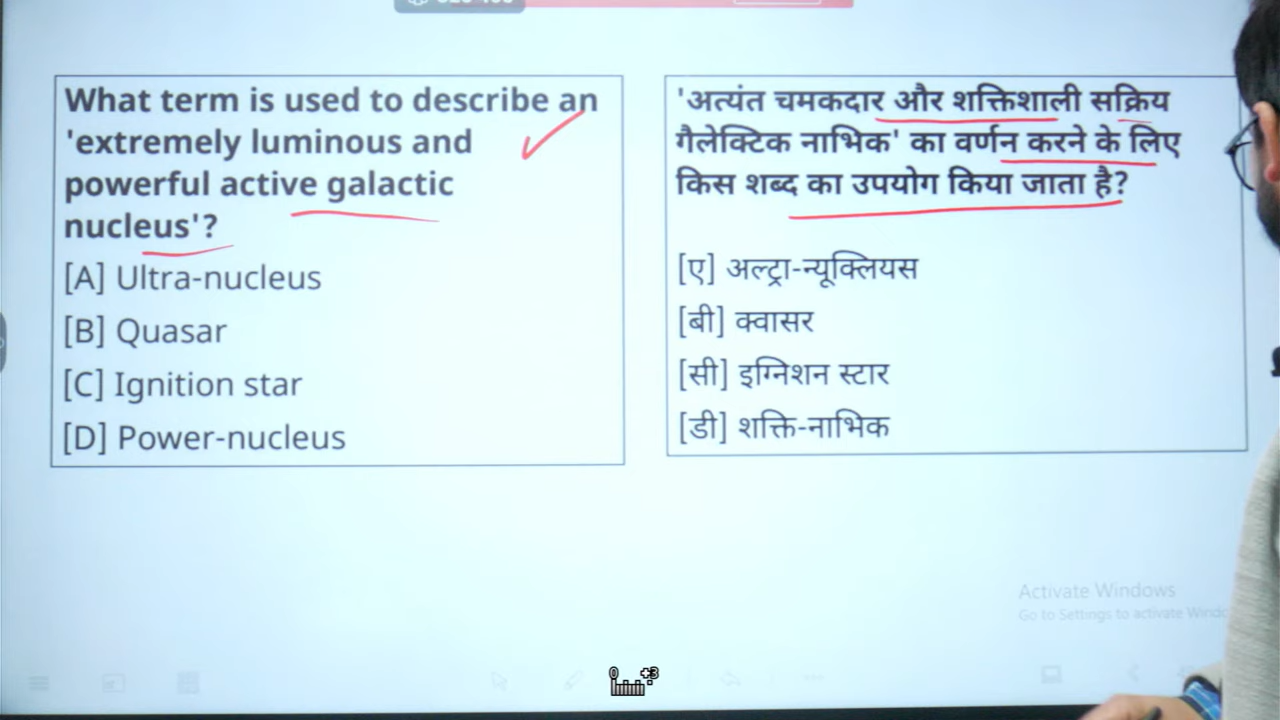 What term is used to describe an
'extremely luminous and
powerful active galactic
nucleus'?
[A] Ultra-nucleus
[B] Quasar
[C] Ignition star
[D] Power-nucleus
'अत्यंत चमकदार और शक्तिशाली सक्रिय
गैलेक्टिक नाभिक' का वर्णन करने के लिए
किस शब्द का उपयोग किया जाता है?
[ए] अल्ट्रा-न्यूक्लियस
[बी] क्वासर
[सी] इग्निशन स्टार
[डी] शक्ति-नाभिक
Activate Windows
Go to Settings to activate
0 +3